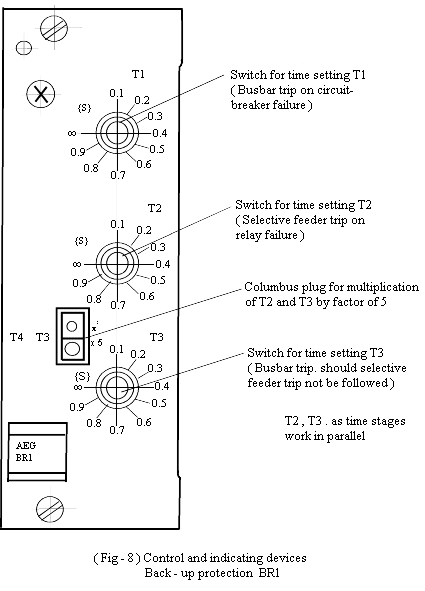 T1
{S}
0.1
0.2
0.3
0.4
0.5
0.6
0.7
0.8
0.9
∞
Switch for time setting T1
( Busbar trip on circuit-
breaker failure )
T2
{S}
0.1
0.2
0.3
0.4
0.5
0.6
0.7
0.8
0.9
∞
Switch for time setting T2
( Selective feeder trip on
relay failure )
Columbus plug for multiplication
of T2 and T3 by factor of 5
T4 T3
x
x 5
T3
{S}
0.1
0.2
0.3
0.4
0.5
0.6
0.7
0.8
0.9
∞
Switch for time setting T3
( Busbar trip. should selective
feeder trip not be followed )
T2 , T3 . as time stages
work in parallel
AEG
BR1
( Fig - 8 ) Control and indicating devices
Back - up protection BR1